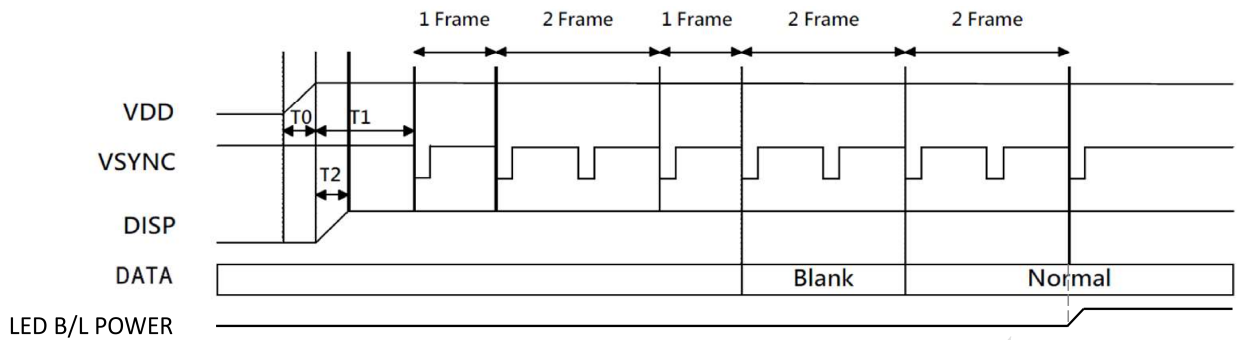 1 Frame 2 Frame 1 Frame 2 Frame 2 Frame
VDD
T0 T1
VSYNC
T2
DISP
DATA Blank Normal
LED B/L POWER